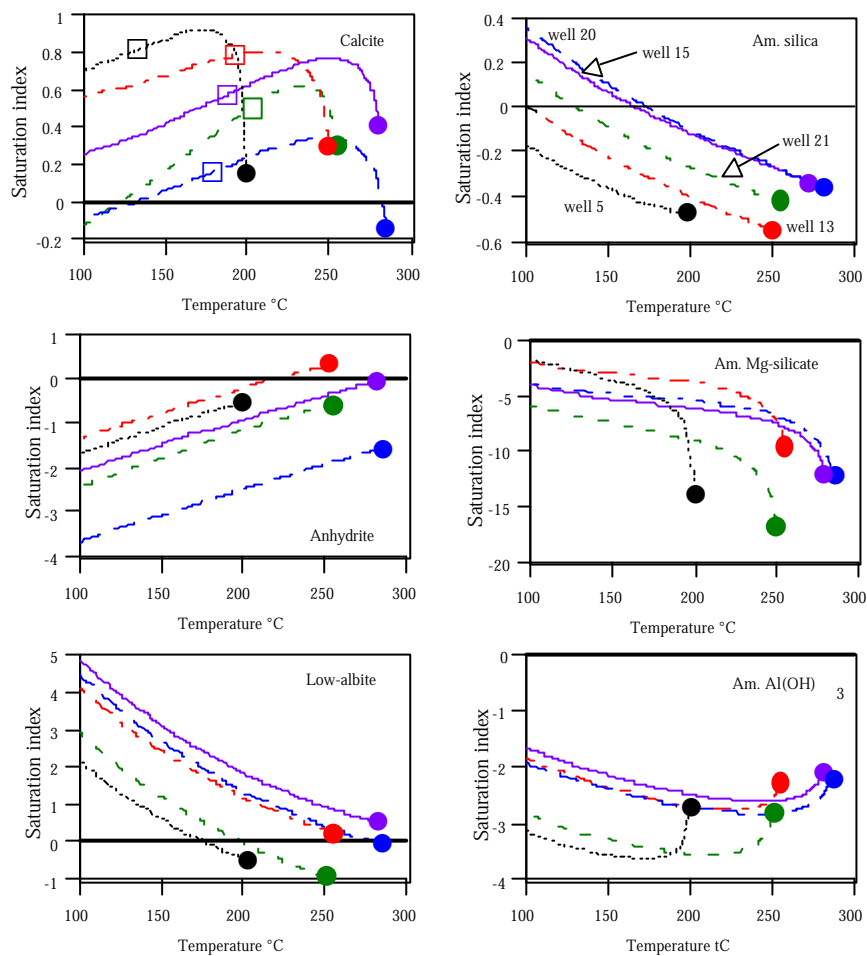 1
0.8
0.6
0.4
0.2
0
-0.2
Saturation index
Calcite
100 150 200 250 300
Temperature °C
0.4
0.2
0
-0.2
-0.4
-0.6
Saturation index
well 20
well 15
Am. silica
well 21
well 5
well 13
100 150 200 250 300
Temperature °C
1
0
-1
-2
-3
-4
Saturation index
Anhydrite
100 150 200 250 300
Temperature °C
0
-5
-10
-15
-20
Saturation index
Am. Mg-silicate
100 150 200 250 300
Temperature °C
5
4
3
2
1
0
-1
Saturation index
Low-albite
100 150 200 250 300
Temperature °C
0
-1
-2
-3
-4
Saturation index
Am. Al(OH) 3
100 150 200 250 300
Temperature tC